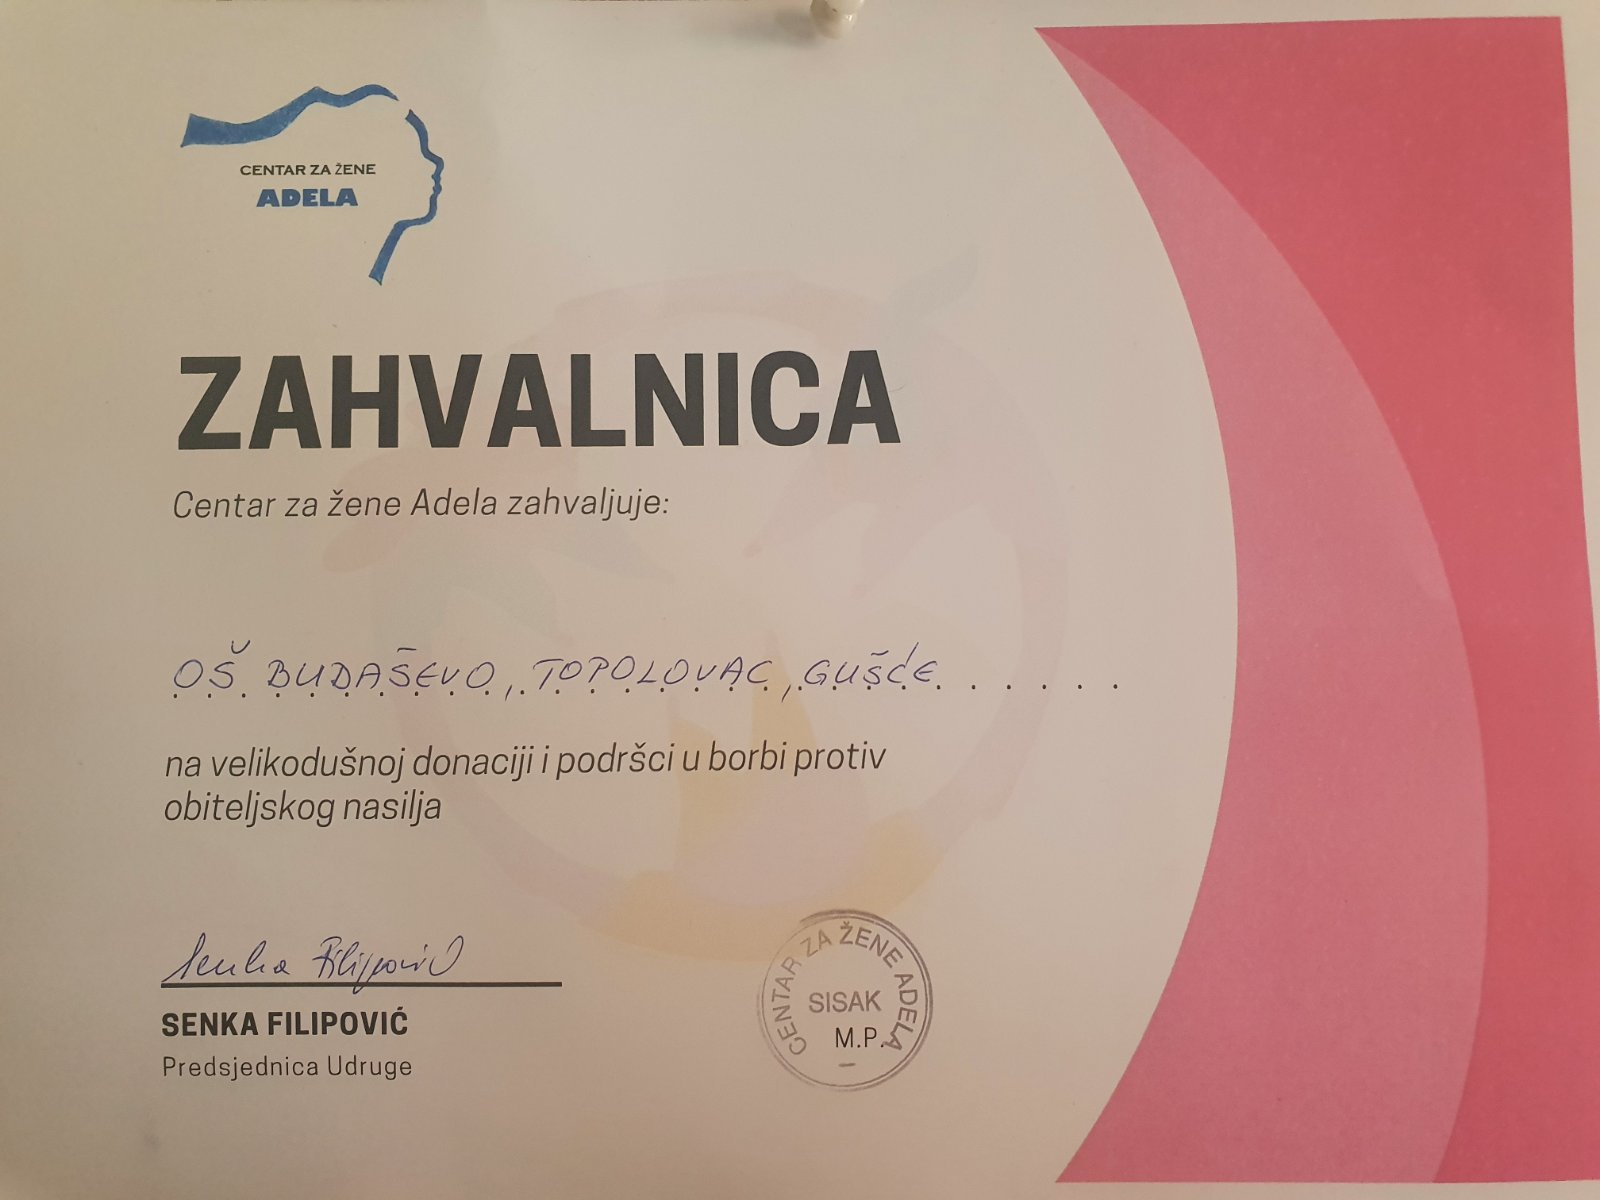 CENTAR ZA ŽENE
ADELA
ZAHVALNICA
Centar za žene Adela zahvaljuje:
OŠ BUDAŠEVO, TOPOLOVAC, GUŠĆE
na velikodušnoj donaciji i podršci u borbi protiv
obiteljskog nasilja
Senka Filipović
SENKA FILIPOVIĆ
Predsjednica Udruge
CENTAR ZA ŽENE ADELA
SISAK
M.P.